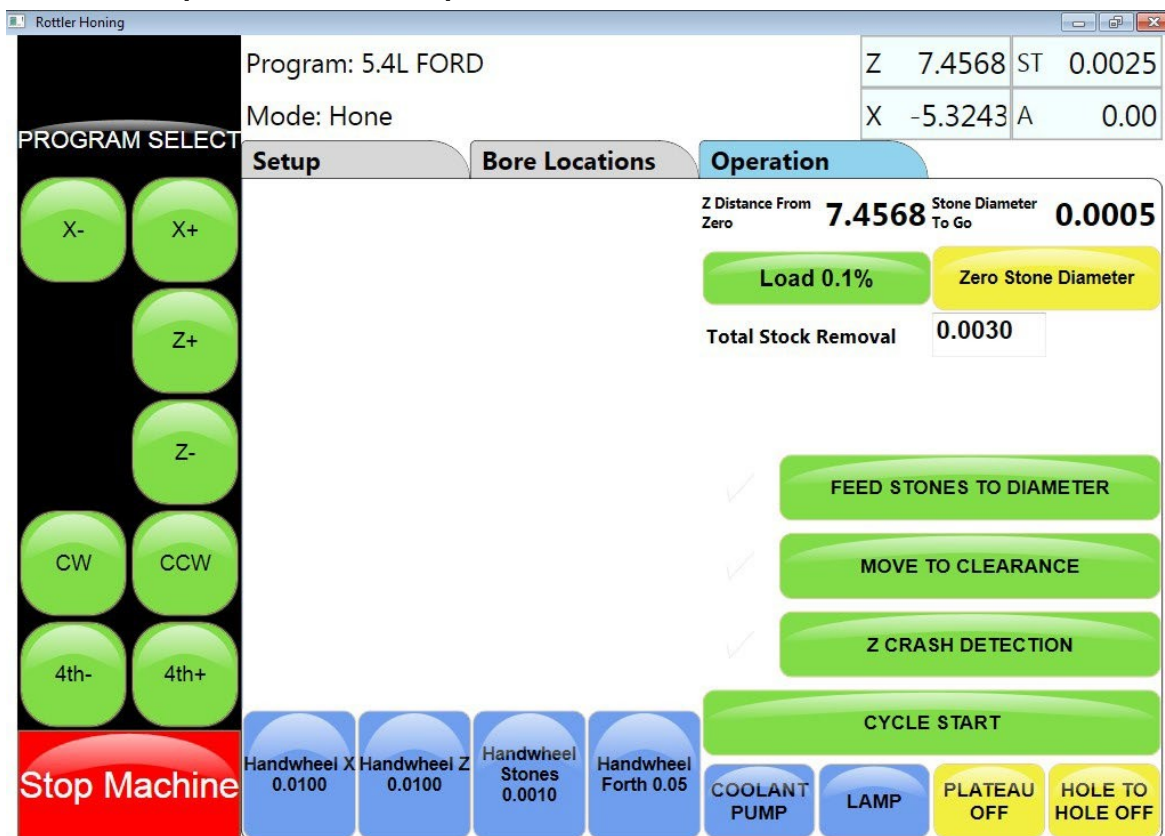 Rottler Honing
Program: 5.4L FORD
Z 7.4568 ST 0.0025
Mode: Hone
X -5.3243 A 0.00
PROGRAM SELECT
Setup Bore Locations Operation
X- X+
Z Distance From
Zero
7.4568
Stone Diameter
To Go
0.0005
Load 0.1% Zero Stone Diameter
Total Stock Removal 0.0030
Z+
Z-
FEED STONES TO DIAMETER
CW CCW
MOVE TO CLEARANCE
Z CRASH DETECTION
4th- 4th+
CYCLE START
Stop Machine
Handwheel X
0.0100
Handwheel Z
0.0100
Handwheel
Stones
0.0010
Handwheel
Forth 0.05
COOLANT
PUMP
LAMP
PLATEAU
OFF
HOLE TO
HOLE OFF